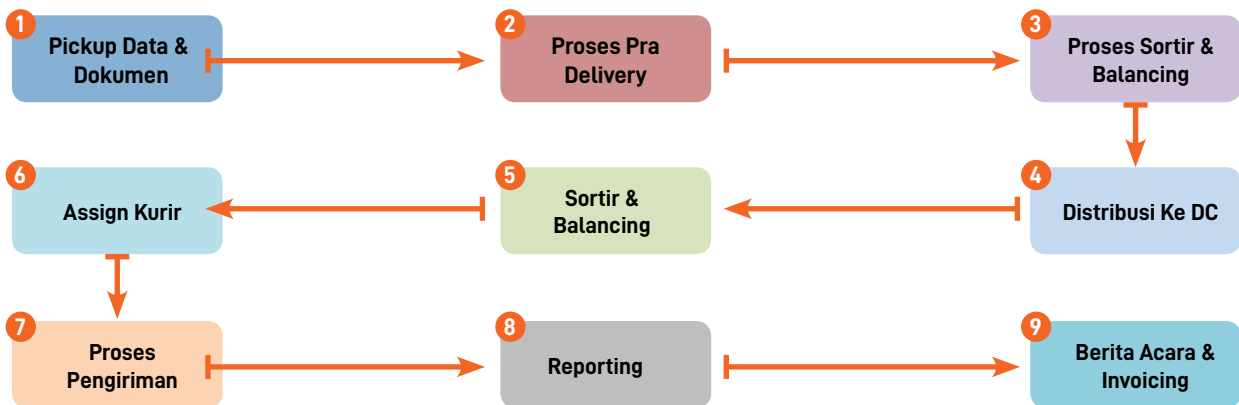 1
Pickup Data &
Dokumen
2
Proses Pra
Delivery
3
Proses Sortir &
Balancing
6
Assign Kurir
5
Sortir &
Balancing
4
Distribusi Ke DC
7
Proses
Pengiriman
8
Reporting
9
Berita Acara &
Invoicing